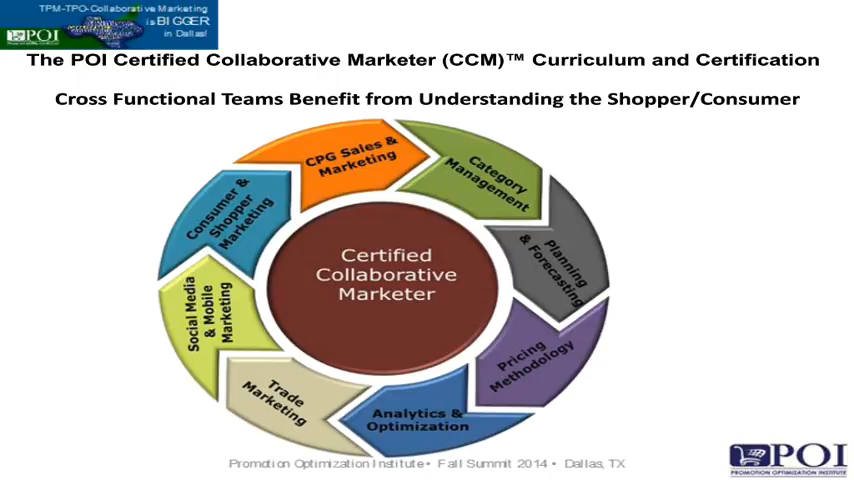 TPM-TPO-Collaborative Marketing
is BIGGER
in Dallas!
POI
The POI Certified Collaborative Marketer (CCM)™ Curriculum and Certification
Cross Functional Teams Benefit from Understanding the Shopper/Consumer
CPG Sales &
Marketing
Category
Management
Planning
& Forecasting
Pricing
Methodology
Analytics &
Optimization
Trade
Marketing
Social Media
& Mobile
Marketing
Consumer &
Shopper
Marketing
Certified
Collaborative
Marketer
Promotion Optimization Institute • Fall Summit 2014 • Dallas, TX
POI
PROMOTION OPTIMIZATION INSTITUTE